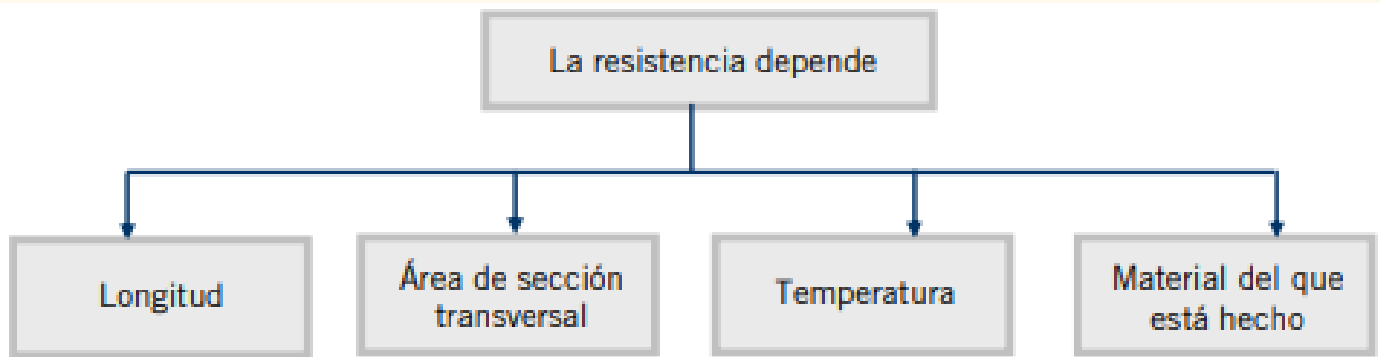 La resistencia depende
Longitud
Área de sección
transversal
Temperatura
Material del que
está hecho